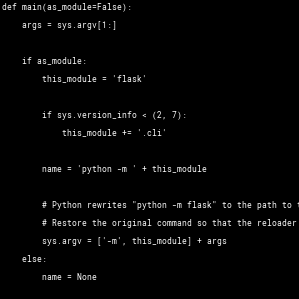 def main(as_module=False):
    args = sys.argv[1:]

    if as_module:
        this_module = 'flask'

        if sys.version_info < (2, 7):
            this_module += '.cli'

        name = 'python -m ' + this_module

        # Python rewrites "python -m flask" to the path to
        # Restore the original command so that the reloader
        sys.argv = ['-m', this_module] + args
    else:
        name = None